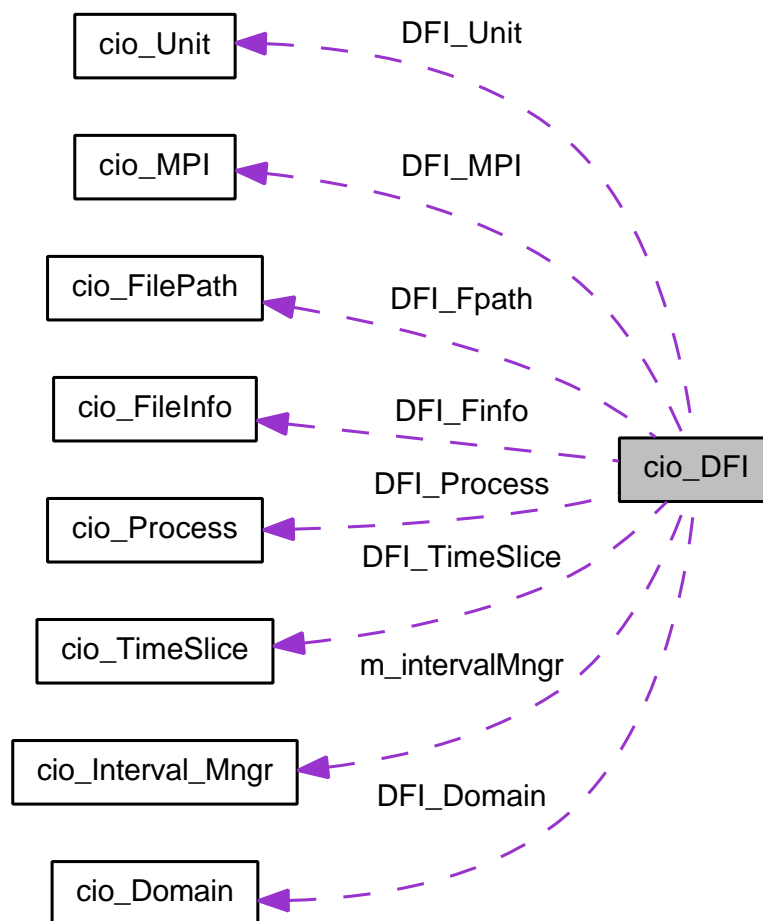 cio_Unit
DFI_Unit
cio_MPI
DFI_MPI
cio_FilePath
DFI_Fpath
cio_FileInfo
DFI_Finfo
cio_DFI
cio_Process
DFI_Process
DFI_TimeSlice
cio_TimeSlice
m_intervalMngr
cio_Interval_Mngr
DFI_Domain
cio_Domain